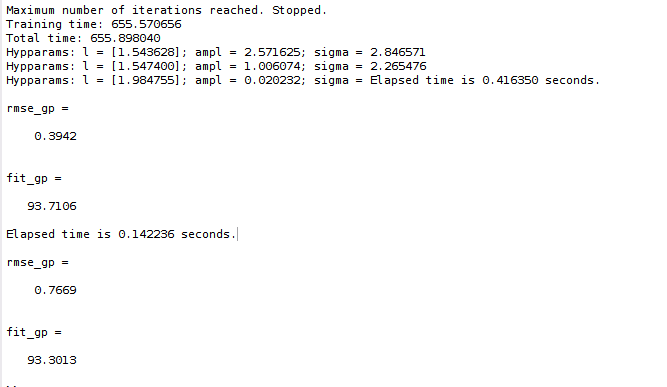 Maximum number of iterations reached. Stopped.
Training time: 655.570656
Total time: 655.898040
Hypparams: l = [1.543628]; ampl = 2.571625; sigma = 2.846571
Hypparams: l = [1.547400]; ampl = 1.006074; sigma = 2.265476
Hypparams: l = [1.984755]; ampl = 0.020232; sigma = Elapsed time is 0.416350 seconds.
rmse_gp =
0.3942
fit_gp =
93.7106
Elapsed time is 0.142236 seconds.
rmse_gp =
0.7669
fit_gp =
93.3013